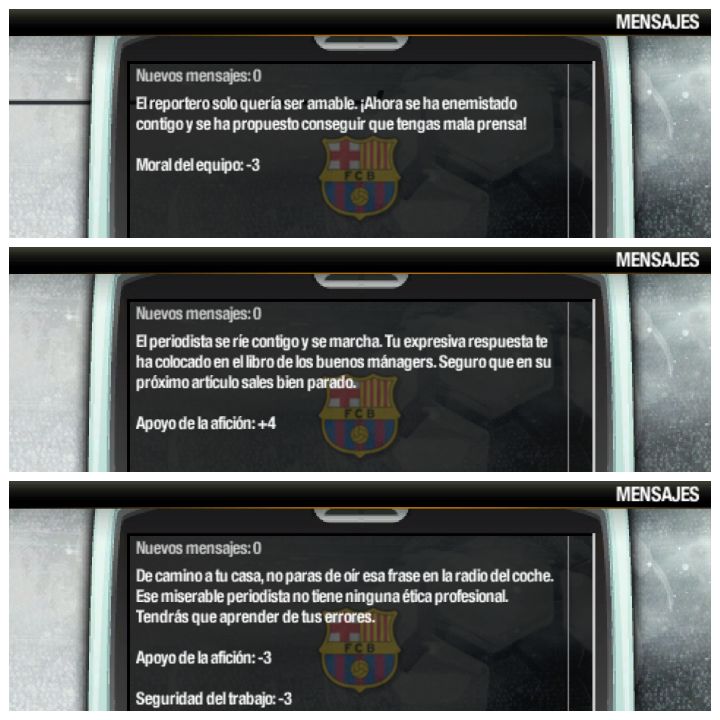 MENSAJES
Nuevos mensajes: 0
El reportero solo quería ser amable. ¡Ahora se ha enemistado
contigo y se ha propuesto conseguir que tengas mala prensa!
Moral del equipo: -3
FCB
MENSAJES
Nuevos mensajes: 0
El periodista se ríe contigo y se marcha. Tu expresiva respuesta te
ha colocado en el libro de los buenos mánagers. Seguro que en su
próximo artículo sales bien parado.
FCB
Apoyo de la afición: +4
MENSAJES
Nuevos mensajes: 0
De camino a tu casa, no paras de oír esa frase en la radio del coche.
Ese miserable periodista no tiene ninguna ética profesional.
Tendrás que aprender de tus errores.
FCB
Apoyo de la afición: -3
Seguridad del trabajo: -3